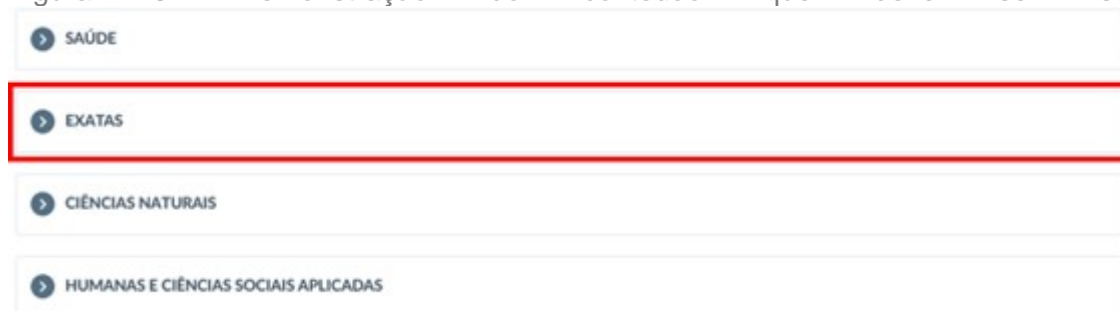 SAÚDE
EXATAS
CIÊNCIAS NATURAIS
HUMANAS E CIÊNCIAS SOCIAIS APLICADAS